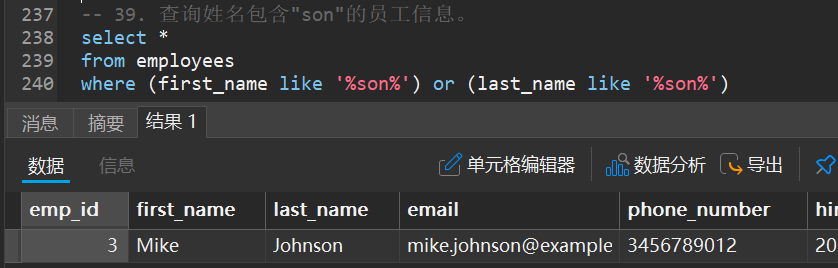 237 -- 39. 查询姓名包含"son"的员工信息。
238 select *
239 from employees
240 where (first_name like '%son%') or (last_name like '%son%')
消息 摘要 结果 1
数据 信息 单元格编辑器 数据分析 导出
emp_id first_name last_name email phone_number hir
3 Mike Johnson mike.johnson@example 3456789012 20